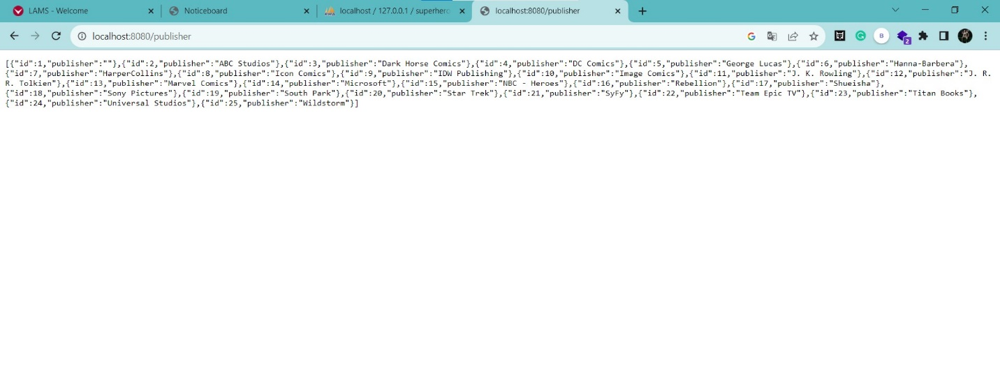 LAMS - Welcome
Noticeboard
localhost / 127.0.0.1 / superhero
localhost:8080/publisher
localhost:8080/publisher
G
G
B
2
[{"id":1,"publisher":""},{"id":2,"publisher":"ABC Studios"},{"id":3,"publisher":"Dark Horse Comics"},{"id":4,"publisher":"DC Comics"},{"id":5,"publisher":"George Lucas"},{"id":6,"publisher":"Hanna-Barbera"},
{"id":7,"publisher":"HarperCollins"},{"id":8,"publisher":"Icon Comics"},{"id":9,"publisher":"IDW Publishing"},{"id":10,"publisher":"Image Comics"},{"id":11,"publisher":"J. K. Rowling"},{"id":12,"publisher":"J. R.
R. Tolkien"},{"id":13,"publisher":"Marvel Comics"},{"id":14,"publisher":"Microsoft"},{"id":15,"publisher":"NBC - Heroes"},{"id":16,"publisher":"Rebellion"},{"id":17,"publisher":"Shueisha"},
{"id":18,"publisher":"Sony Pictures"},{"id":19,"publisher":"South Park"},{"id":20,"publisher":"Star Trek"},{"id":21,"publisher":"SyFy"},{"id":22,"publisher":"Team Epic TV"},{"id":23,"publisher":"Titan Books"},
{"id":24,"publisher":"Universal Studios"},{"id":25,"publisher":"Wildstorm"}]